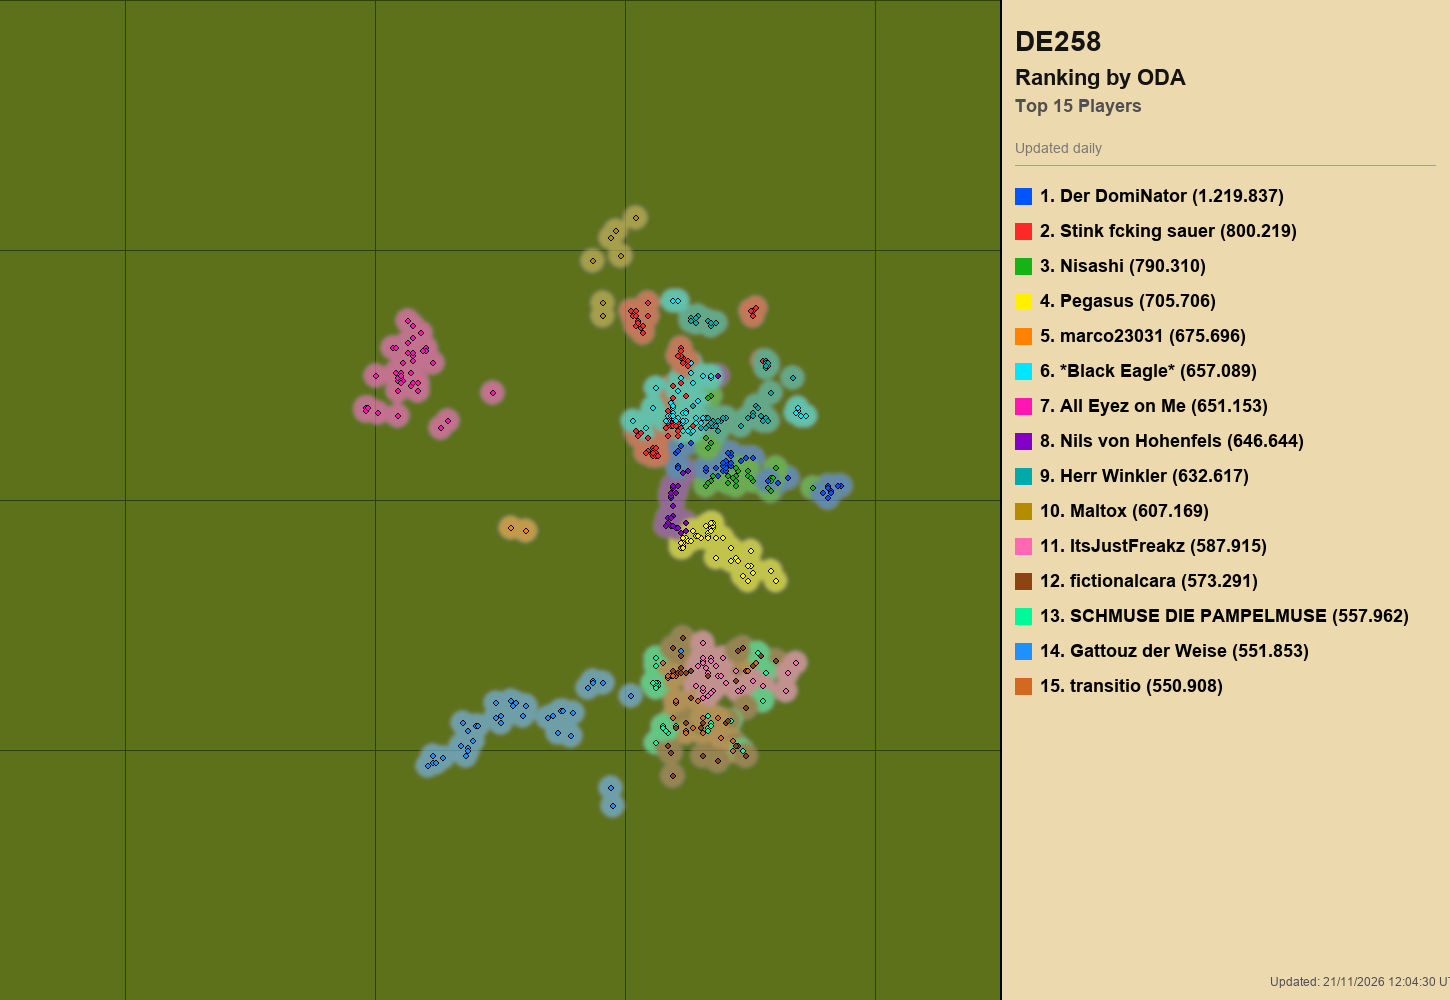 DE258
Ranking by ODA
Top 15 Players
Updated daily
1. Der DomiNator (1.219.837)
2. Stink fcking sauer (800.219)
3. Nisashi (790.310)
4. Pegasus (705.706)
5. marco23031 (675.696)
6. *Black Eagle* (657.089)
7. All Eyez on Me (651.153)
8. Nils von Hohenfels (646.644)
9. Herr Winkler (632.617)
10. Maltox (607.169)
11. ItsJustFreakz (587.915)
12. fictionalcara (573.291)
13. SCHMUSE DIE PAMPELMUSE (557.962)
14. Gattouz der Weise (551.853)
15. transitio (550.908)
Updated: 21/11/2026 12:04:30 U